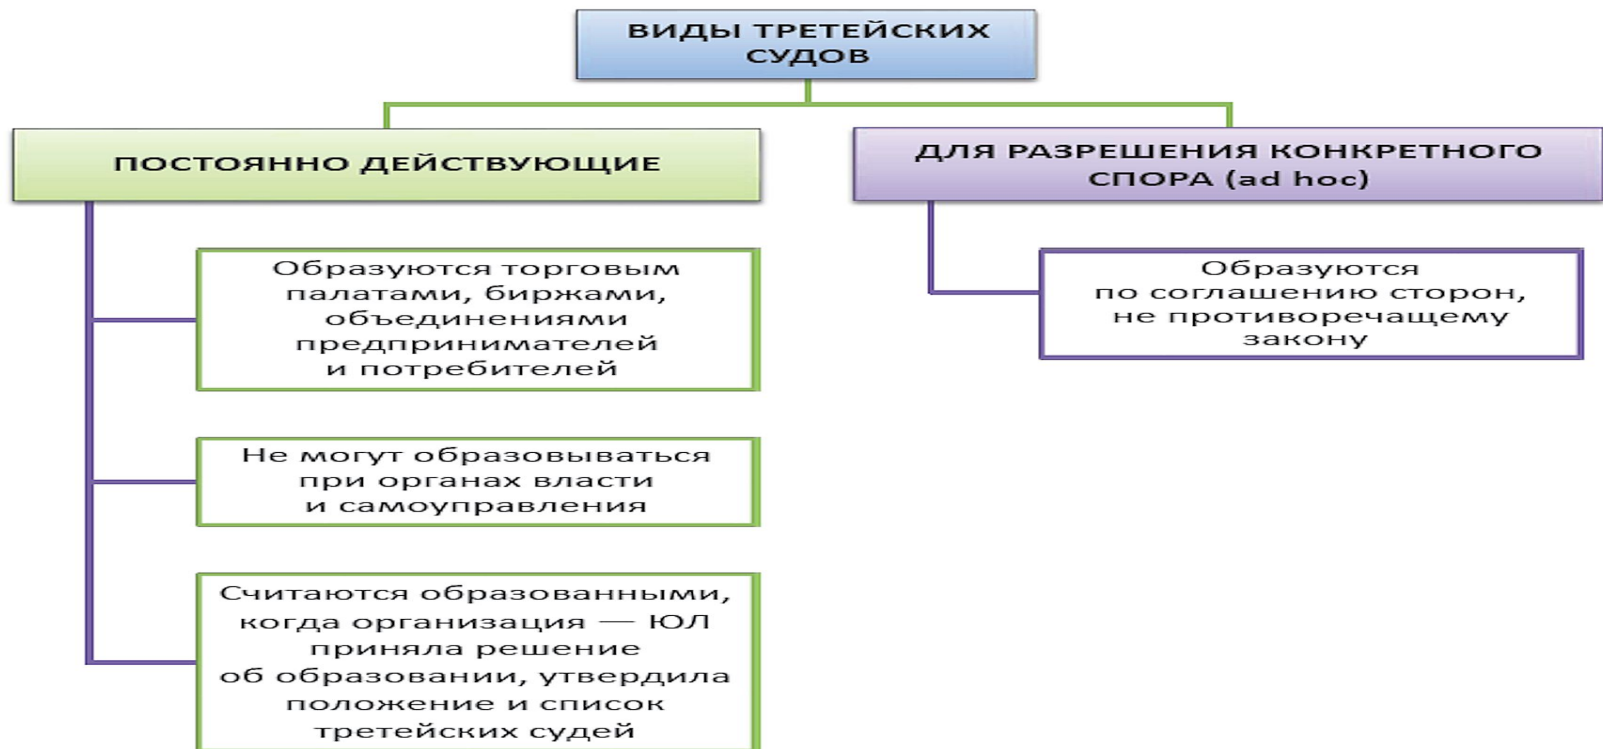 ВИДЫ ТРЕТЕЙСКИХ
СУДОВ
ПОСТОЯННО ДЕЙСТВУЮЩИЕ
Образуются торговым
палатами, биржами,
объединениями
предпринимателей
и потребителей
Не могут образовываться
при органах власти
и самоуправления
Считаются образованными,
когда организация — ЮЛ
приняла решение
об образовании, утвердила
положение и список
третейских судей
ДЛЯ РАЗРЕШЕНИЯ КОНКРЕТНОГО
СПОРА (ad hoc)
Образуются
по соглашению сторон,
не противоречащему
закону